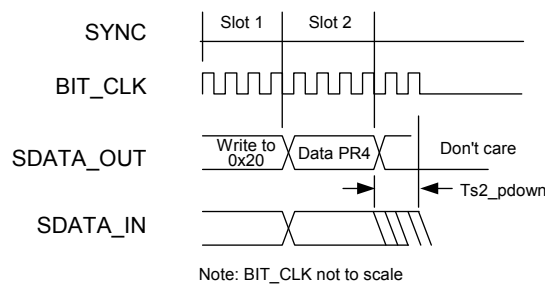 Slot 1 Slot 2
SYNC
BIT_CLK
SDATA_OUT
Write to
0x20
Data PR4
Don't care
Ts2_pdown
SDATA_IN
Note: BIT_CLK not to scale